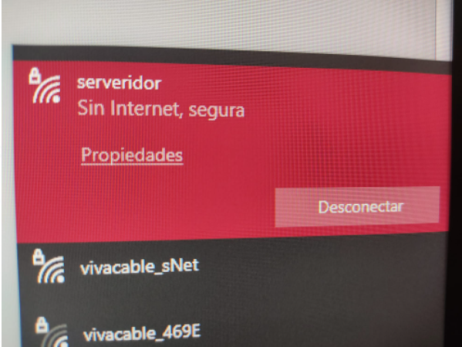 serveridor
Sin Internet, segura
Propiedades
Desconectar
vivacable_sNet
vivacable_469E